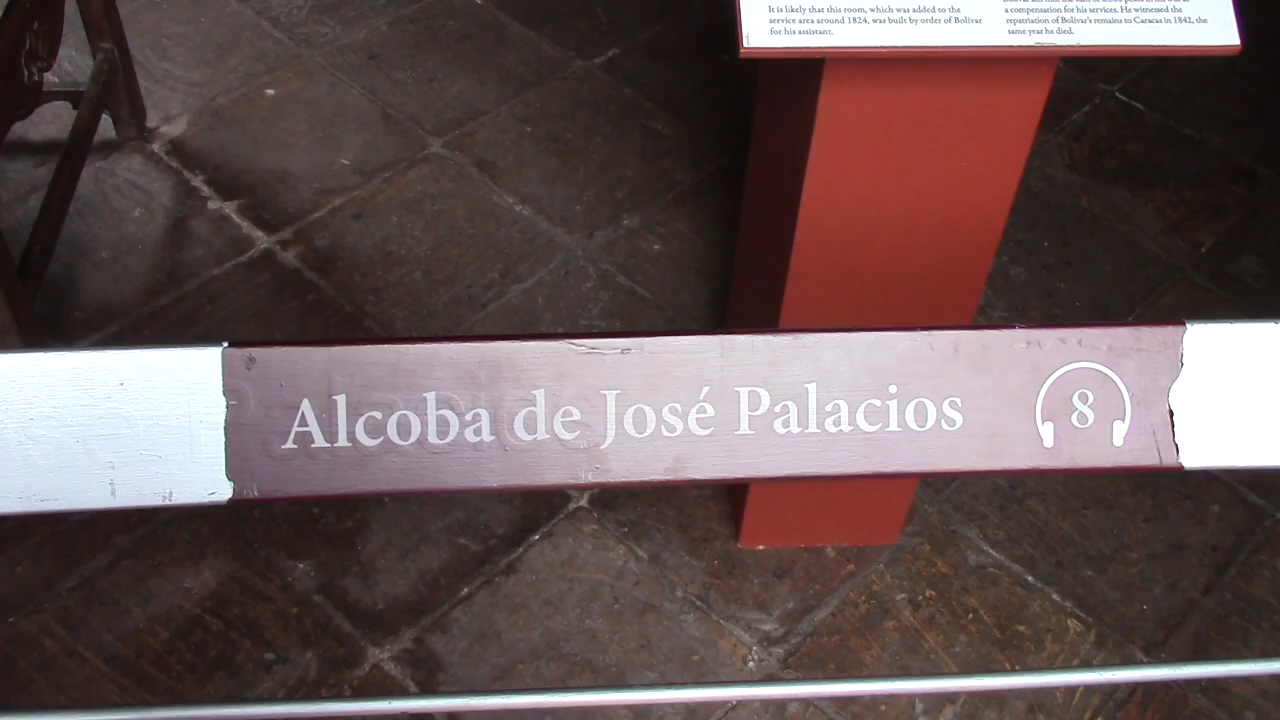 It is likely that this room, which was added to the
service area around 1824, was built by order of Bolívar
for his assistant.
a compensation for his services. He witnessed the
repatriation of Bolívar's remains to Caracas in 1842, the
same year he died.
Alcoba de José Palacios
8